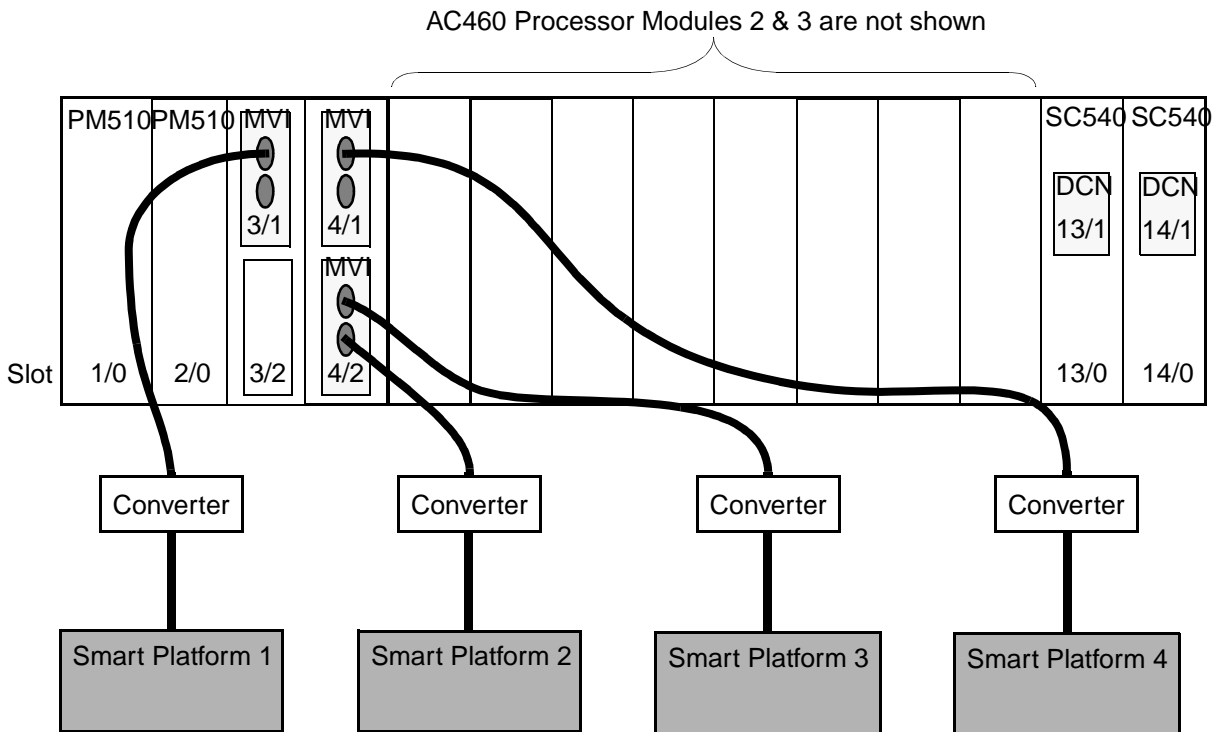 AC460 Processor Modules 2 & 3 are not shown
PM510 PM510 MVI MVI SC540 SC540
DCN DCN
3/1 4/1 13/1 14/1
MVI
Slot 1/0 2/0 3/2 4/2 13/0 14/0
Converter Converter Converter Converter
Smart Platform 1 Smart Platform 2 Smart Platform 3 Smart Platform 4